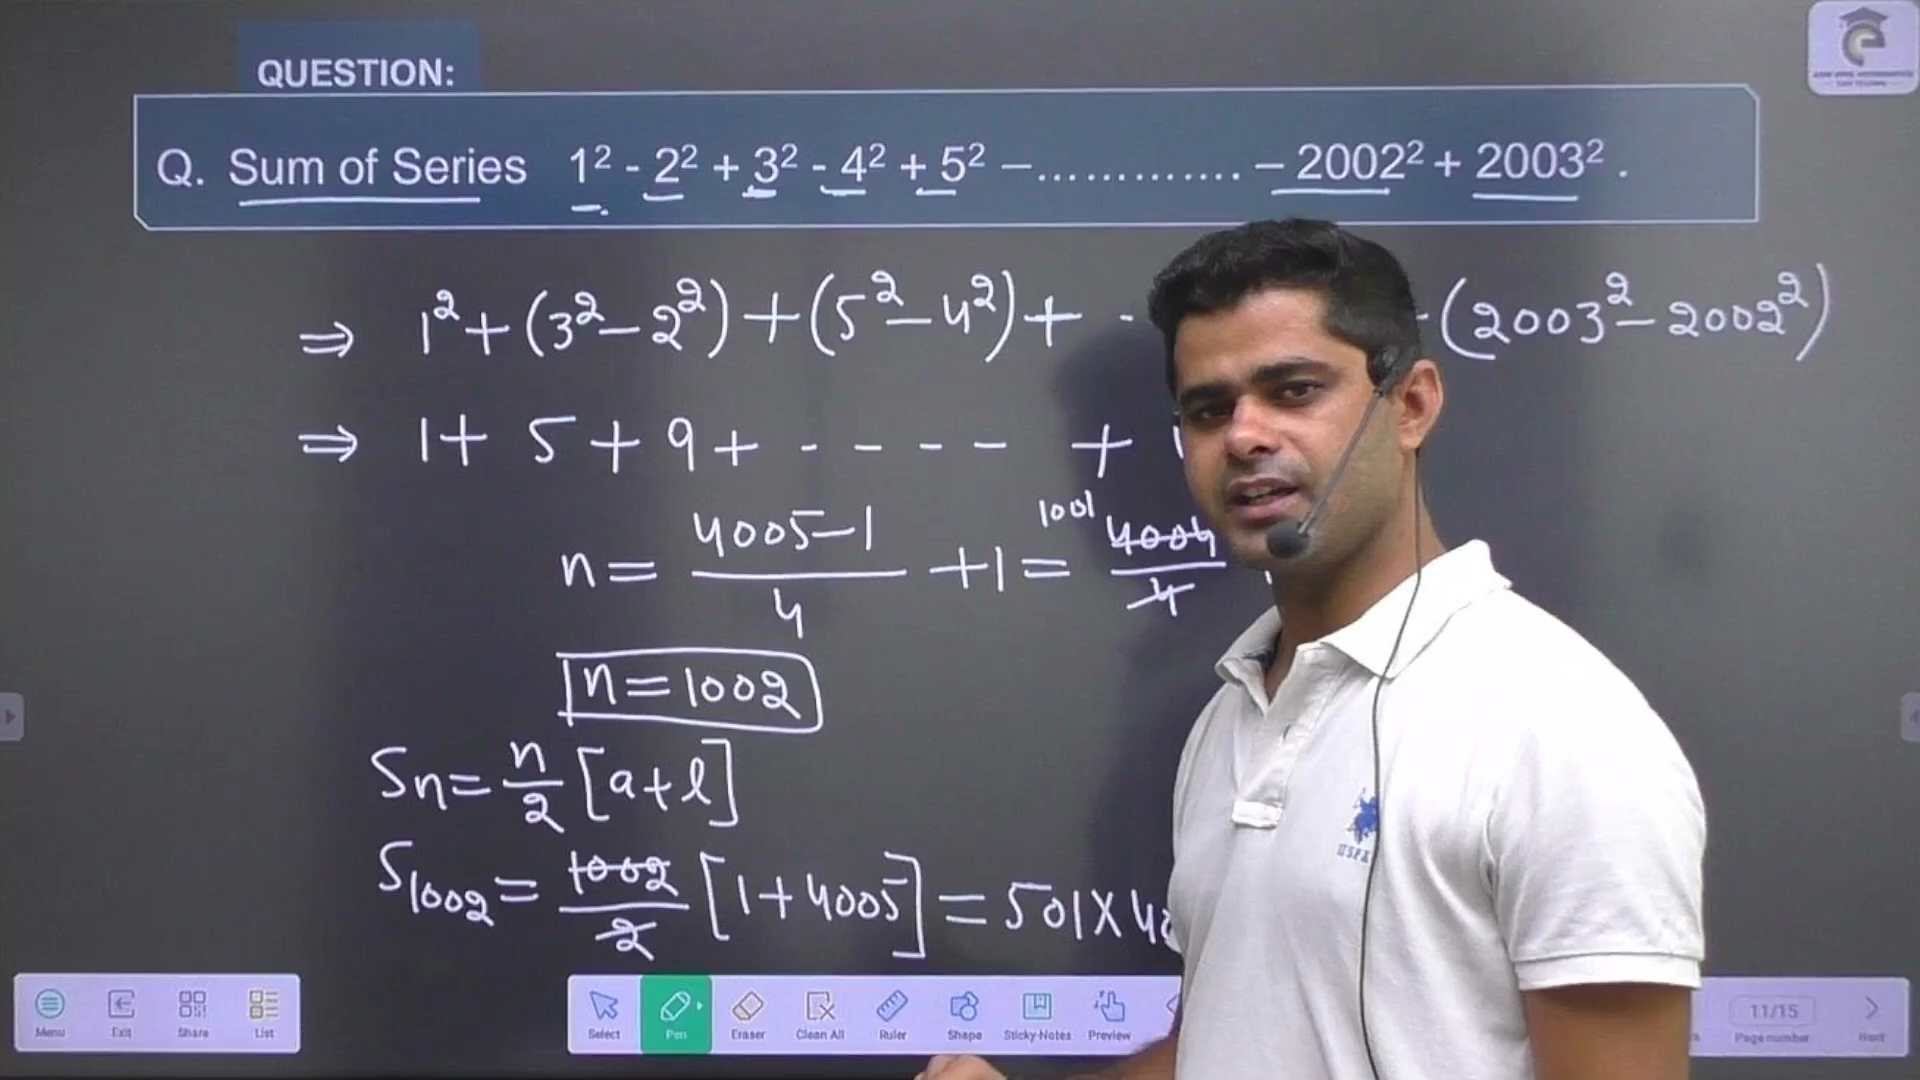 QUESTION:
Q. Sum of Series 1² - 2² + 3² - 4² + 5² – ............. – 2002² + 2003² .
⇒ 1² + (3² – 2²) + (5² – 4²) + - - (2003² – 2002²)
⇒ 1 + 5 + 9 + - - - - - +
n = (4005 – 1)/4 + 1 = 4004/4
1001
n = 1002
Sn = n/2 [a + l]
S1002 = 1002/2 [1 + 4005] = 501 × 40
Menu Exit Share List
Select Pen Eraser Clean All Ruler Shape Sticky Notes Preview
11/15
Page number
Next
USPA